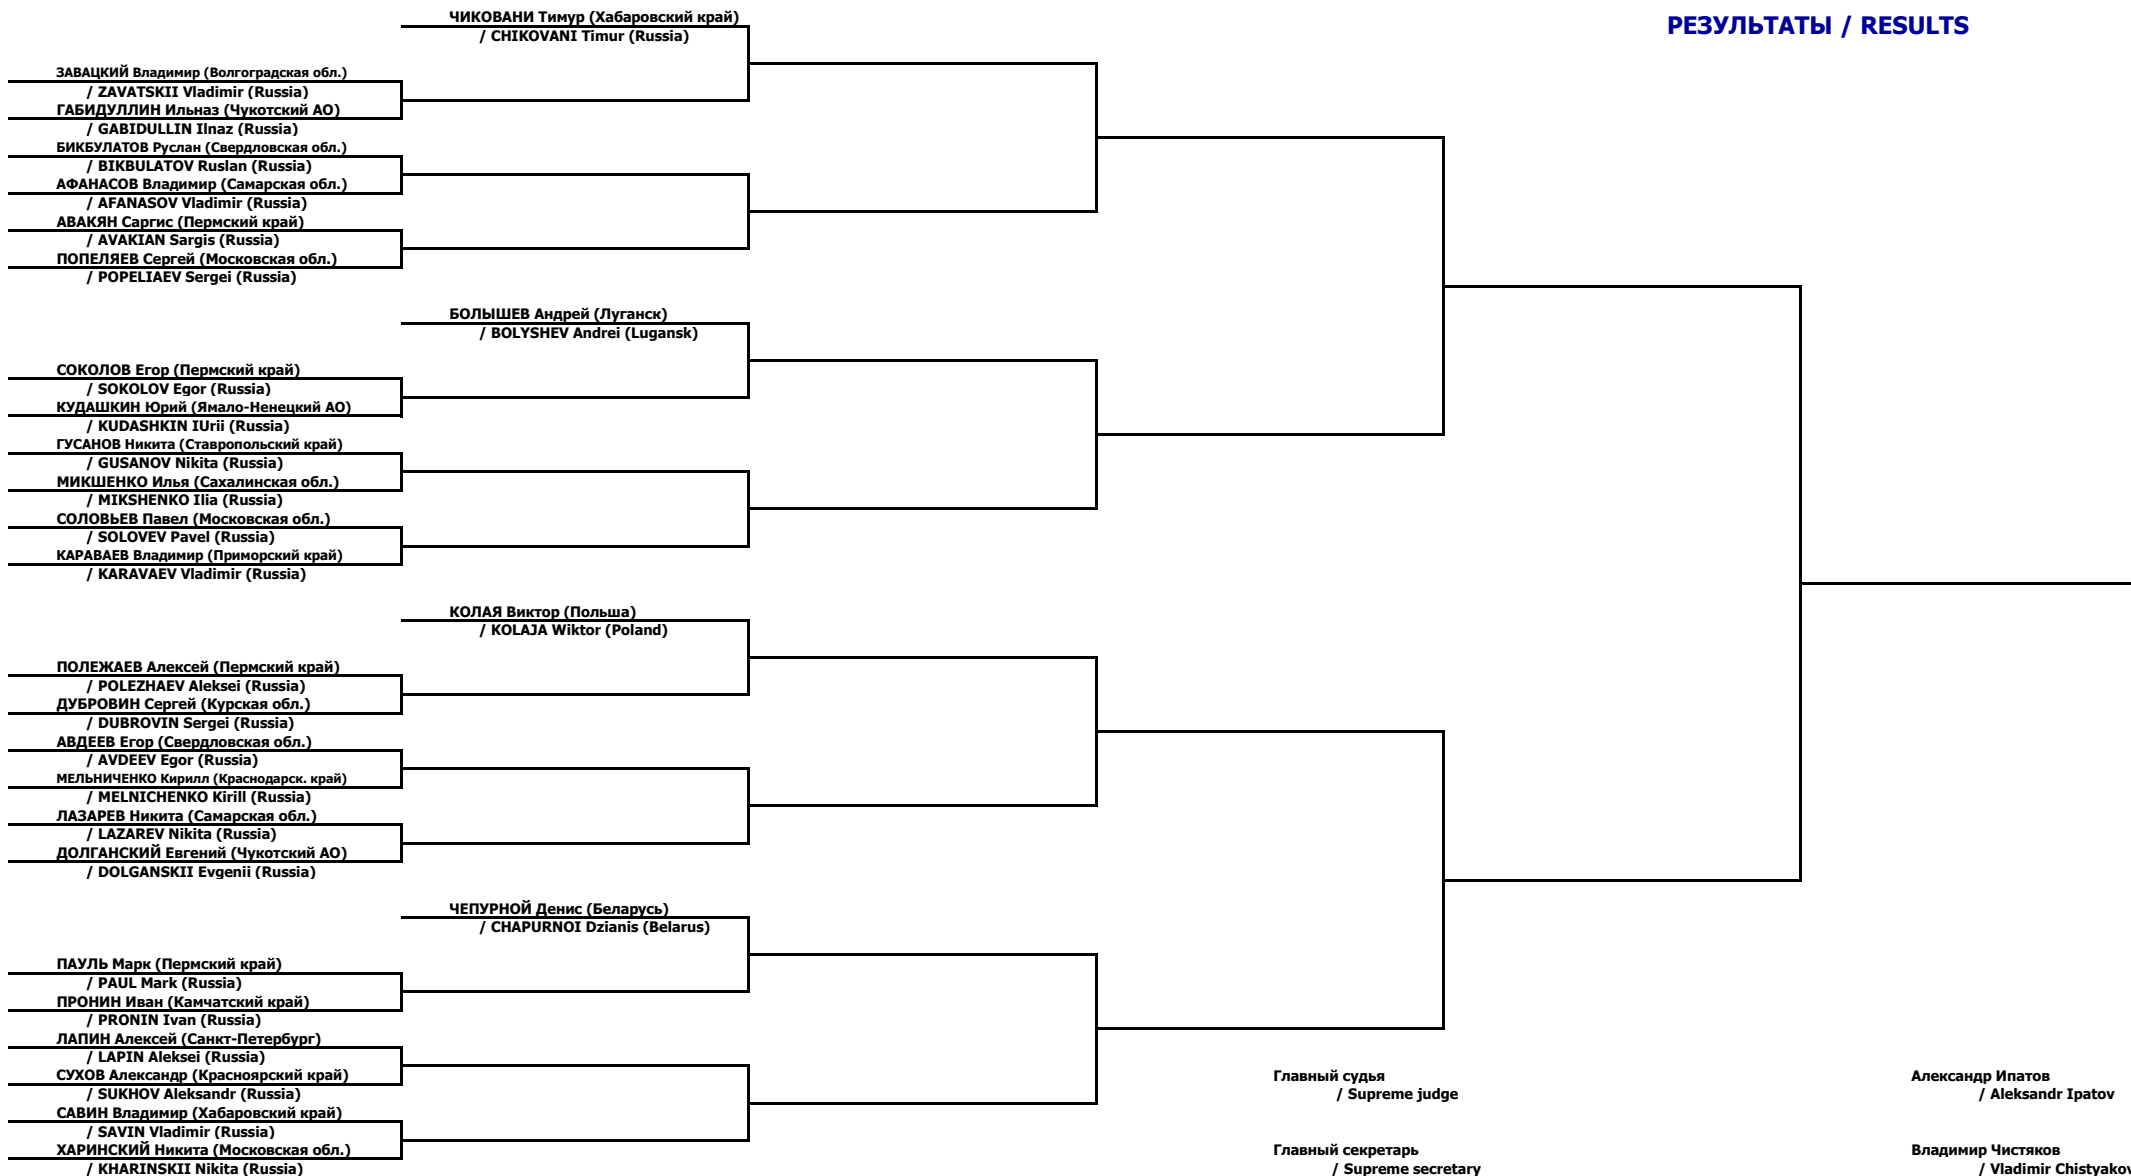 ЧИКОВАНИ Тимур (Хабаровский край)
/ CHIKOVANI Timur (Russia)
РЕЗУЛЬТАТЫ / RESULTS
ЗАВАЦКИЙ Владимир (Волгоградская обл.)
/ ZAVATSKII Vladimir (Russia)
ГАБИДУЛЛИН Ильназ (Чукотский АО)
/ GABIDULLIN Ilnaz (Russia)
БИКБУЛАТОВ Руслан (Свердловская обл.)
/ BIKBULATOV Ruslan (Russia)
АФАНАСОВ Владимир (Самарская обл.)
/ AFANASOV Vladimir (Russia)
АВАКЯН Саргис (Пермский край)
/ AVAKIAN Sargis (Russia)
ПОПЕЛЯЕВ Сергей (Московская обл.)
/ POPELIAEV Sergei (Russia)
БОЛЫШЕВ Андрей (Луганск)
/ BOLYSHEV Andrei (Lugansk)
СОКОЛОВ Егор (Пермский край)
/ SOKOLOV Egor (Russia)
КУДАШКИН Юрий (Ямало-Ненецкий АО)
/ KUDASHKIN IUrii (Russia)
ГУСАНОВ Никита (Ставропольский край)
/ GUSANOV Nikita (Russia)
МИКШЕНКО Илья (Сахалинская обл.)
/ MIKSHENKO Ilia (Russia)
СОЛОВЬЕВ Павел (Московская обл.)
/ SOLOVEV Pavel (Russia)
КАРАВАЕВ Владимир (Приморский край)
/ KARAVAEV Vladimir (Russia)
КОЛАЯ Виктор (Польша)
/ KOLAJA Wiktor (Poland)
ПОЛЕЖАЕВ Алексей (Пермский край)
/ POLEZHAEV Aleksei (Russia)
ДУБРОВИН Сергей (Курская обл.)
/ DUBROVIN Sergei (Russia)
АВДЕЕВ Егор (Свердловская обл.)
/ AVDEEV Egor (Russia)
МЕЛЬНИЧЕНКО Кирилл (Краснодарск. край)
/ MELNICHENKO Kirill (Russia)
ЛАЗАРЕВ Никита (Самарская обл.)
/ LAZAREV Nikita (Russia)
ДОЛГАНСКИЙ Евгений (Чукотский АО)
/ DOLGANSKII Evgenii (Russia)
ЧЕПУРНОЙ Денис (Беларусь)
/ CHAPURNOI Dzianis (Belarus)
ПАУЛЬ Марк (Пермский край)
/ PAUL Mark (Russia)
ПРОНИН Иван (Камчатский край)
/ PRONIN Ivan (Russia)
ЛАПИН Алексей (Санкт-Петербург)
/ LAPIN Aleksei (Russia)
СУХОВ Александр (Красноярский край)
/ SUKHOV Aleksandr (Russia)
САВИН Владимир (Хабаровский край)
/ SAVIN Vladimir (Russia)
ХАРИНСКИЙ Никита (Московская обл.)
/ KHARINSKII Nikita (Russia)
Главный судья
/ Supreme judge
Александр Ипатов
/ Aleksandr Ipatov
Главный секретарь
/ Supreme secretary
Владимир Чистяков
/ Vladimir Chistyakov